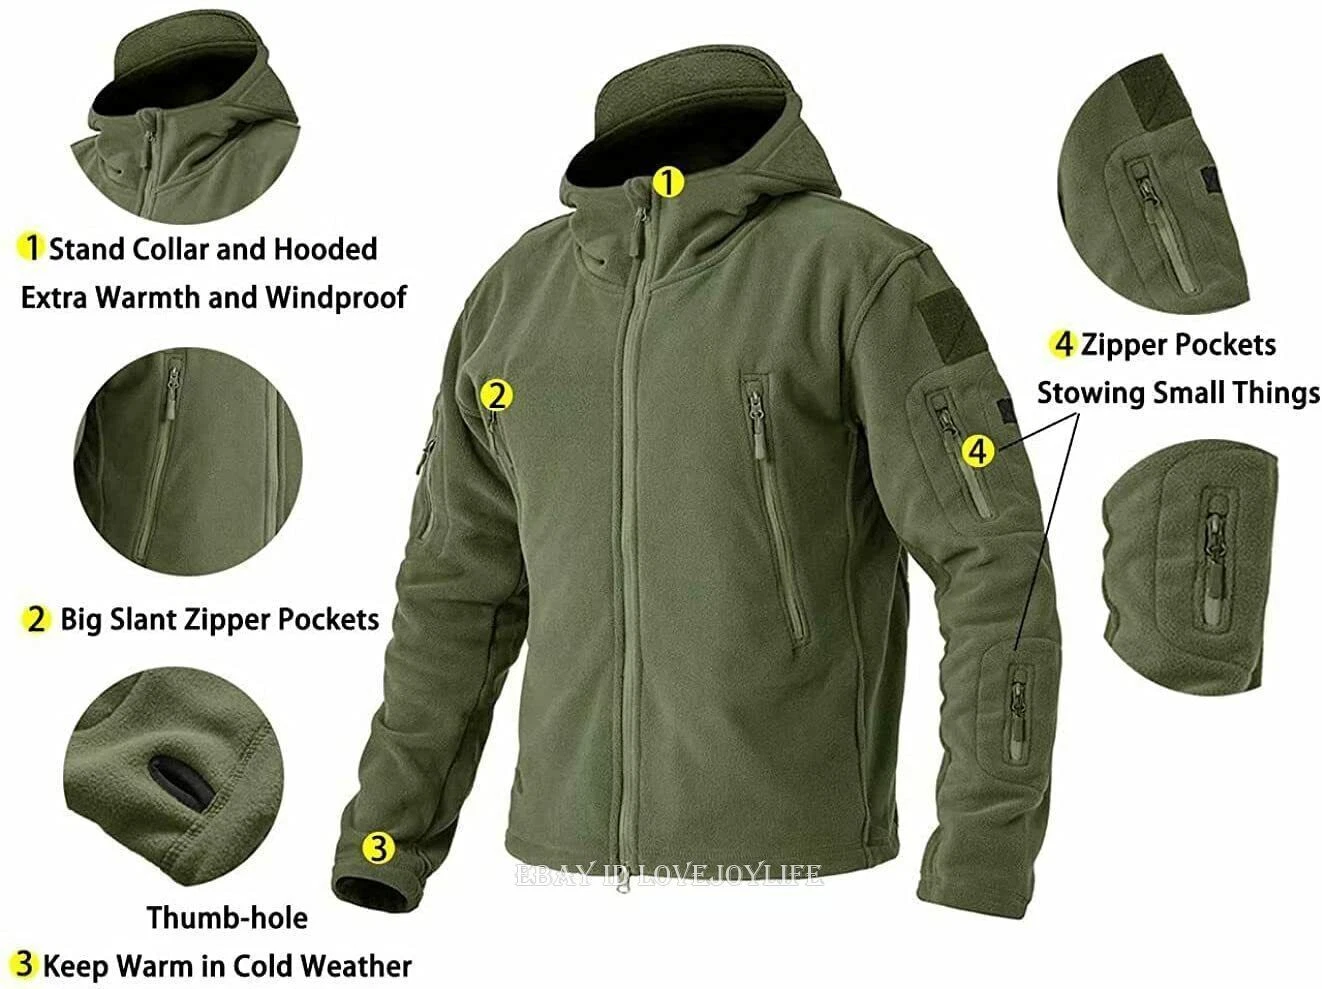 1 Stand Collar and Hooded
Extra Warmth and Windproof
2 Big Slant Zipper Pockets
Thumb-hole
3 Keep Warm in Cold Weather
1
2
3
4
4 Zipper Pockets
Stowing Small Things
EBAY ID LOVEJOYLIFE